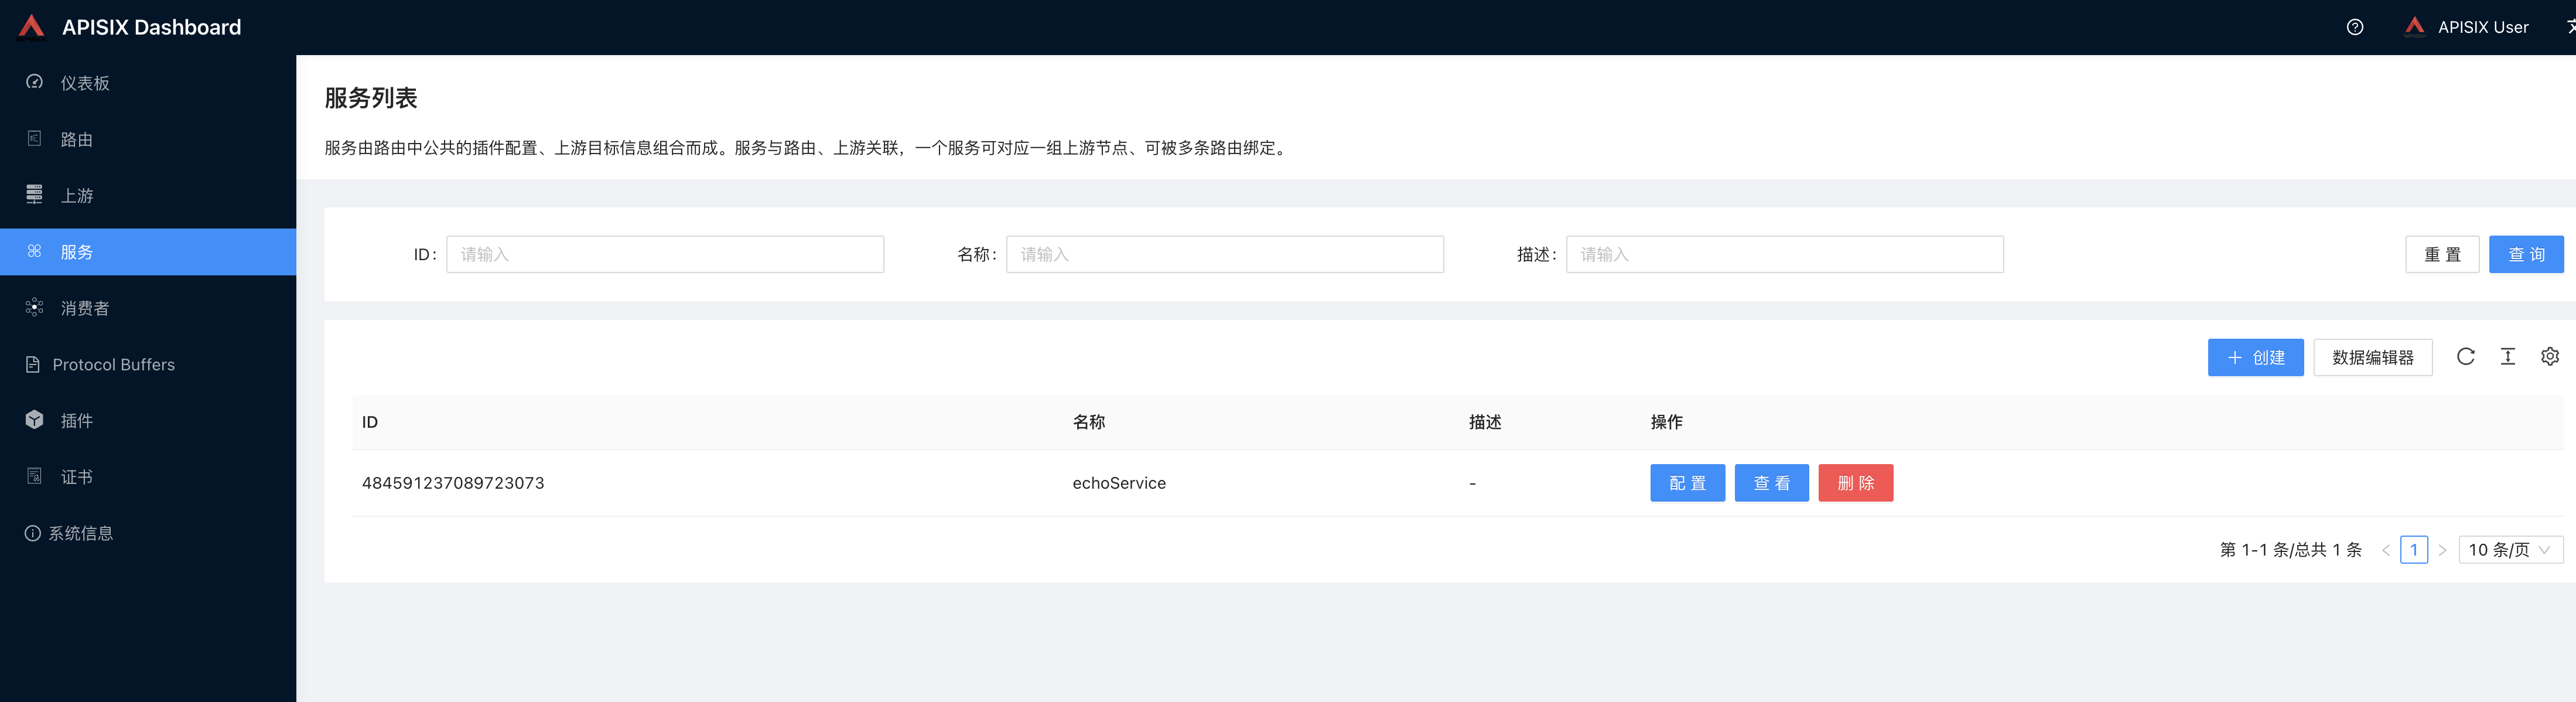 APISIX Dashboard
APISIX User
仪表板
路由
上游
服务
消费者
Protocol Buffers
插件
证书
系统信息
服务列表
服务由路由中公共的插件配置、上游目标信息组合而成。服务与路由、上游关联，一个服务可对应一组上游节点、可被多条路由绑定。
ID： 请输入 名称： 请输入 描述： 请输入 重 置 查 询
创建 数据编辑器
ID 名称 描述 操作
484591237089723073 echoService - 配 置 查 看 删 除
第 1-1 条/总共 1 条 < 1 > 10 条/页